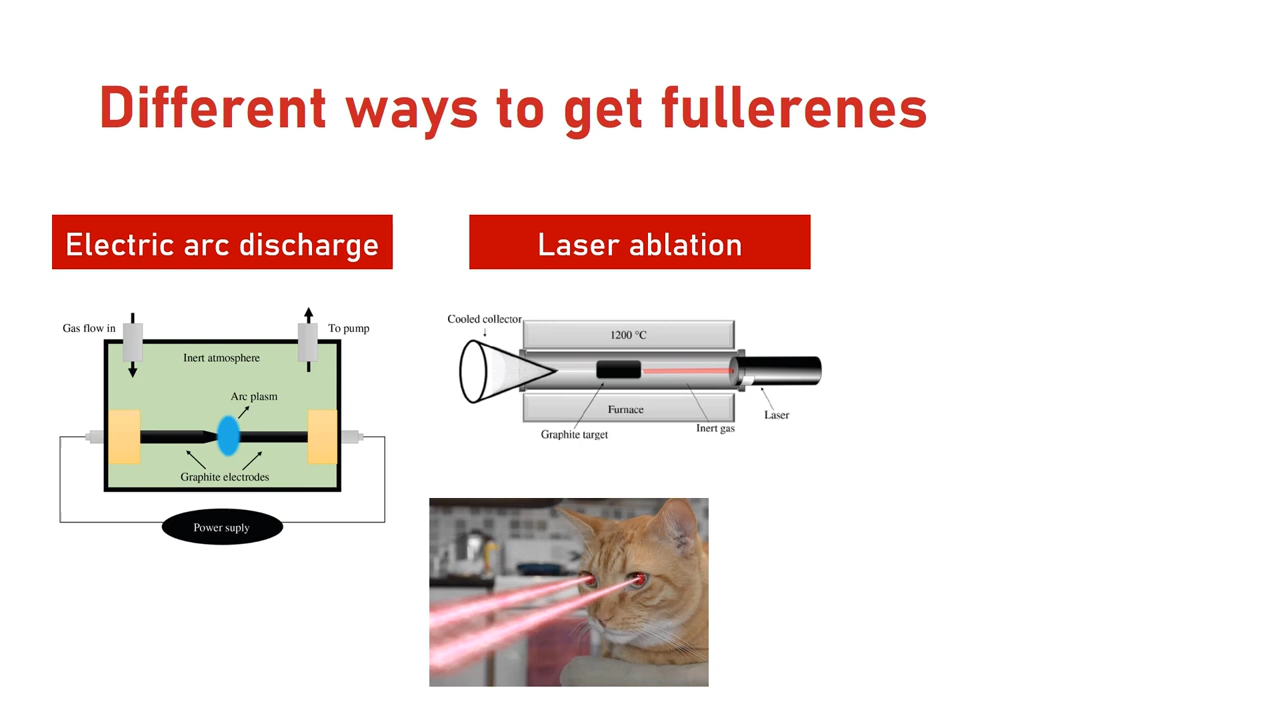 Different ways to get fullerenes
Electric arc discharge
Gas flow in
To pump
Inert atmosphere
Arc plasm
Graphite electrodes
Power suply
Laser ablation
Cooled collector
1200 °C
Furnace
Laser
Graphite target
Inert gas